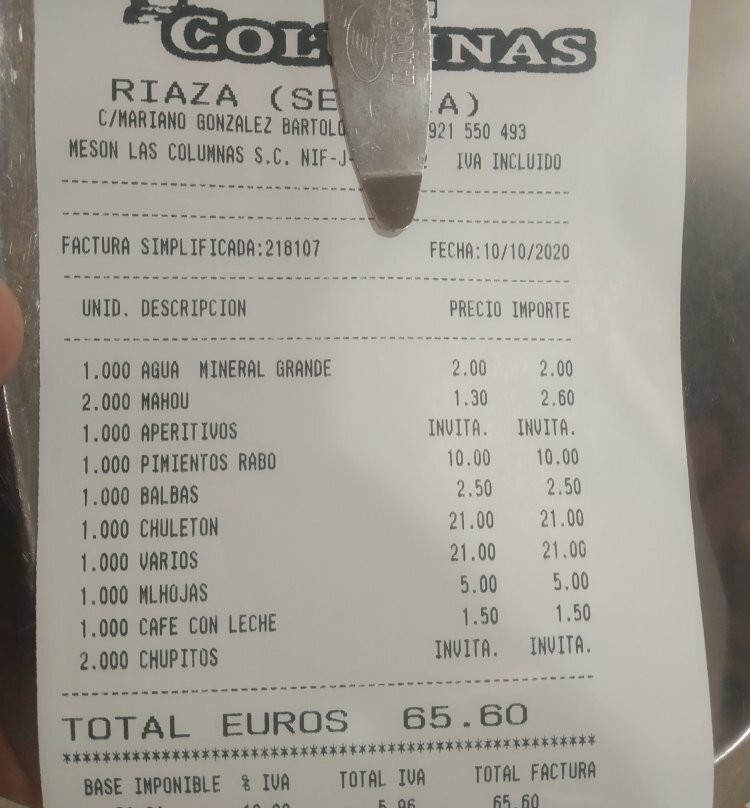 RIAZA (SE A)
C/MARIANO GONZALEZ BARTOLO 921 550 493
MESON LAS COLUMNAS S.C. NIF-J- IVA INCLUIDO
FACTURA SIMPLIFICADA:218107 FECHA:10/10/2020
UNID. DESCRIPCION PRECIO IMPORTE
1.000 AGUA MINERAL GRANDE 2.00 2.00
2.000 MAHOU 1.30 2.60
1.000 APERITIVOS INVITA. INVITA.
1.000 PIMIENTOS RABO 10.00 10.00
1.000 BALBAS 2.50 2.50
1.000 CHULETON 21.00 21.00
1.000 VARIOS 21.00 21.00
1.000 MLHOJAS 5.00 5.00
1.000 CAFE CON LECHE 1.50 1.50
2.000 CHUPITOS INVITA. INVITA.
TOTAL EUROS 65.60
****************************************************************
BASE IMPONIBLE % IVA TOTAL IVA TOTAL FACTURA
5.96 65.60